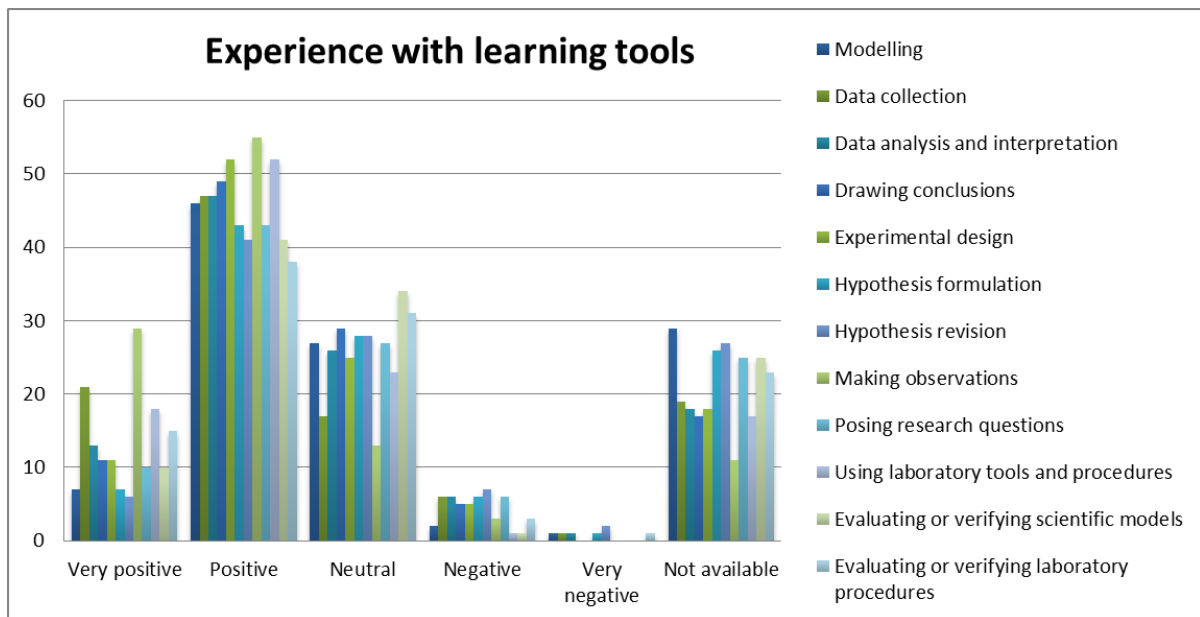 Experience with learning tools
60
50
40
30
20
10
0
Very positive
Positive
Neutral
Negative
Very
negative
Not available
Modelling
Data collection
Data analysis and interpretation
Drawing conclusions
Experimental design
Hypothesis formulation
Hypothesis revision
Making observations
Posing research questions
Using laboratory tools and procedures
Evaluating or verifying scientific models
Evaluating or verifying laboratory
procedures